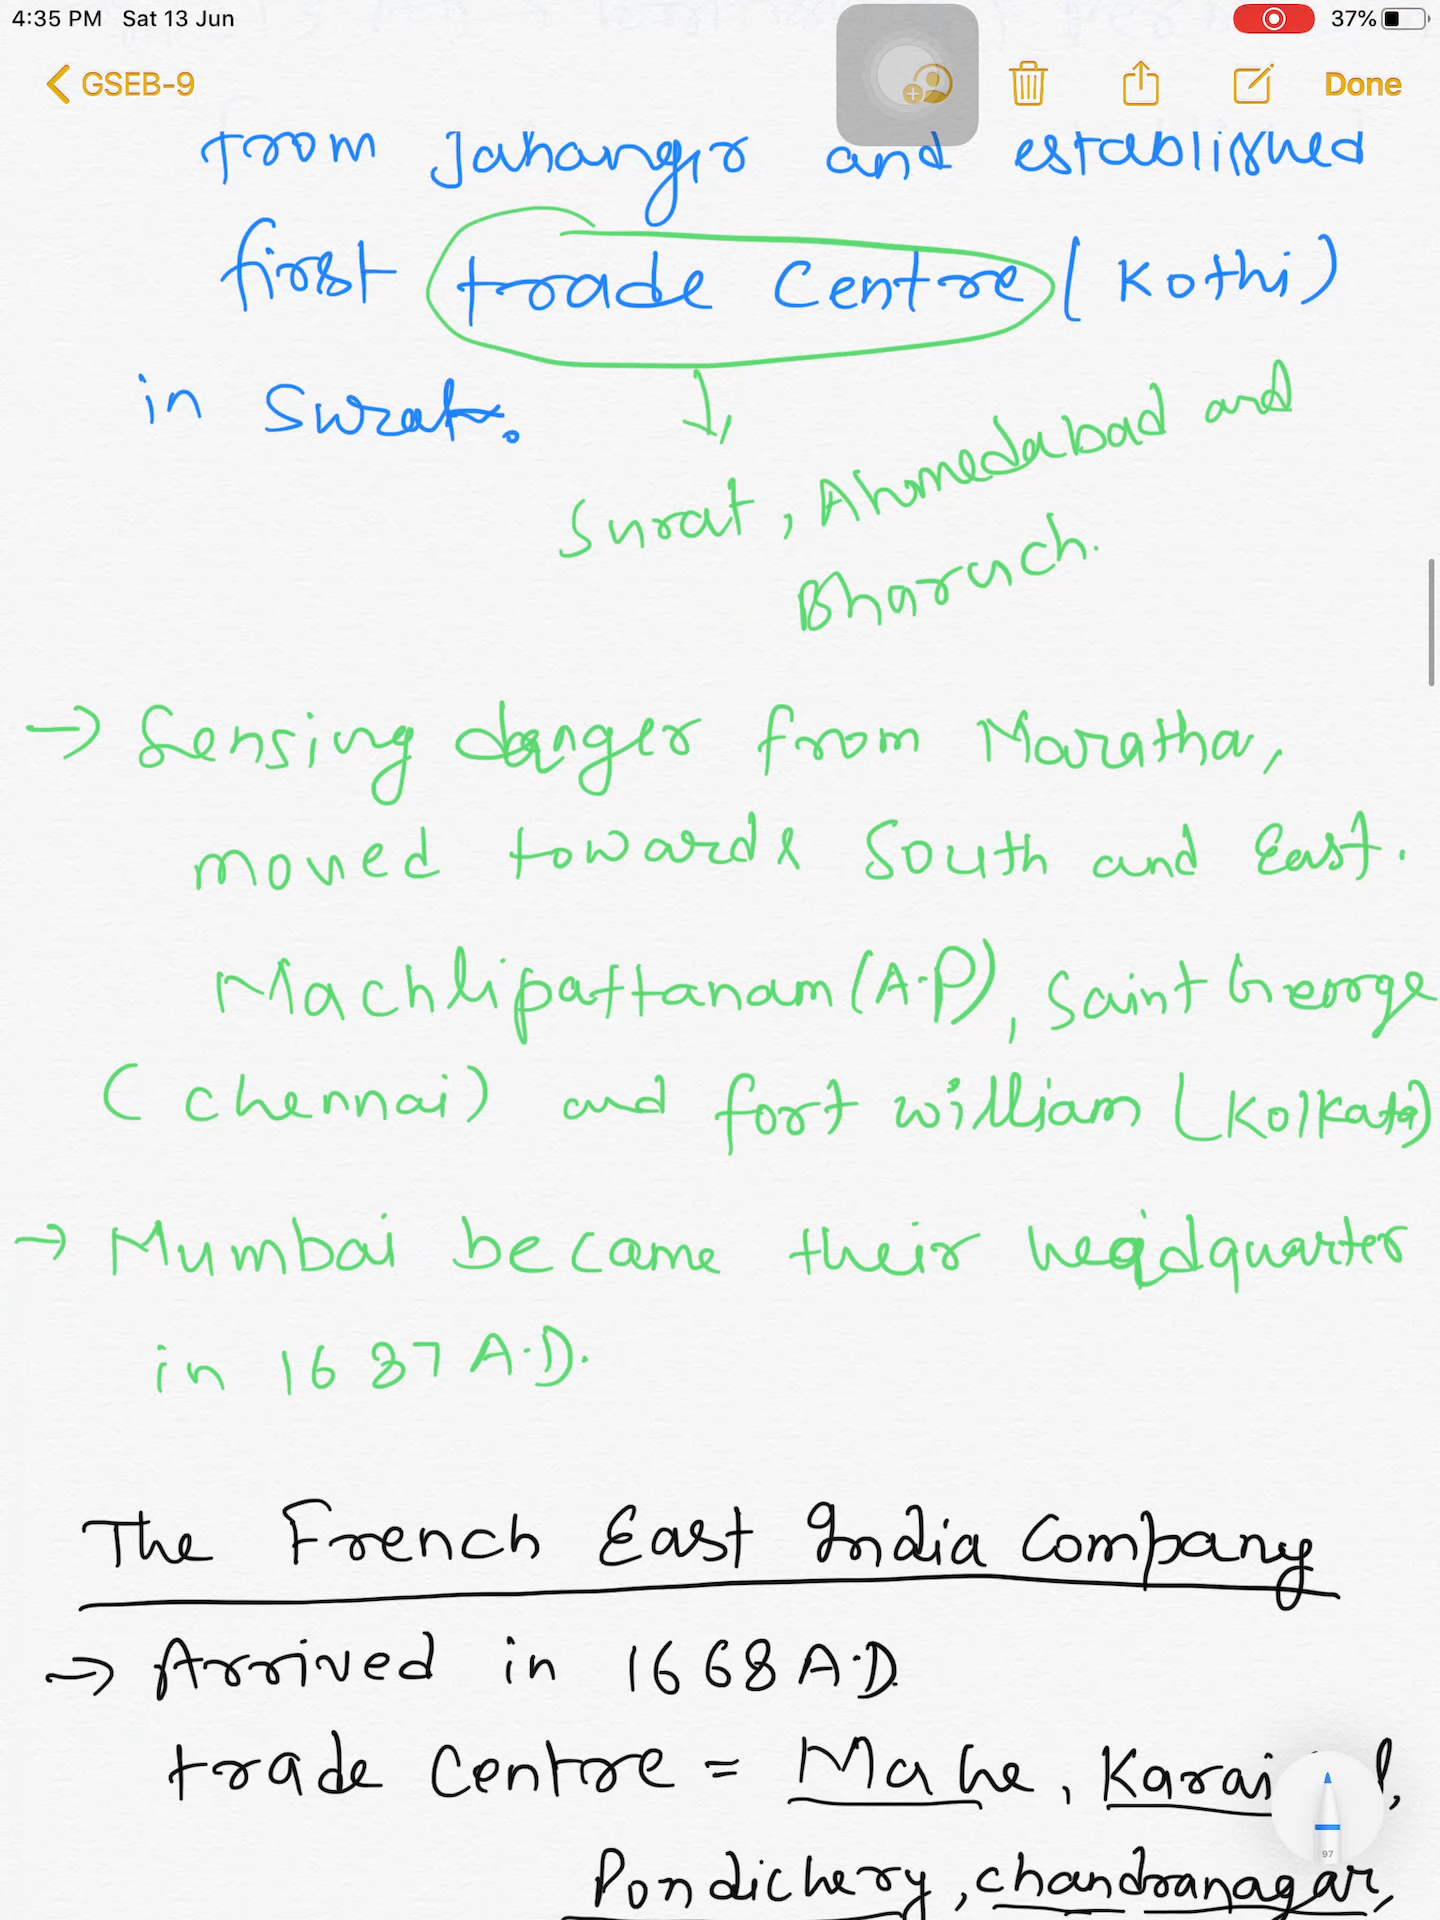 4:35 PM Sat 13 Jun
37%
GSEB-9
Done
from Jahangir and established
first trade Centre (Kothi)
in Surat.
Surat, Ahmedabad and
Bharuch.
→ Sensing danger from Maratha,
moved towards South and East.
Machlipattanam (A.P), Saint George
(chennai) and fort william (Kolkata)
→ Mumbai became their headquarter
in 1687 A.D.
The French East India Company
→ Arrived in 1668 A.D.
trade Centre = Mahe,
Pondichery, chandranagar,
97